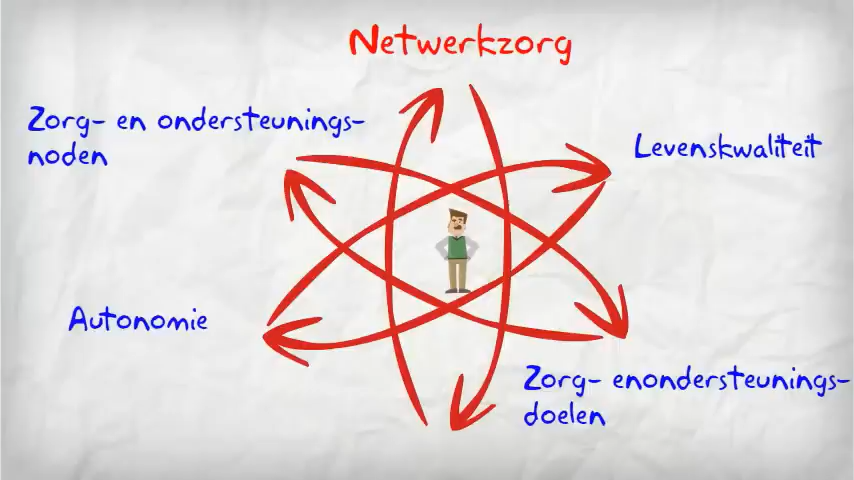 Netwerkzorg
Zorg- en ondersteunings-
noden
Levenskwaliteit
Autonomie
Zorg- enondersteunings-
doelen